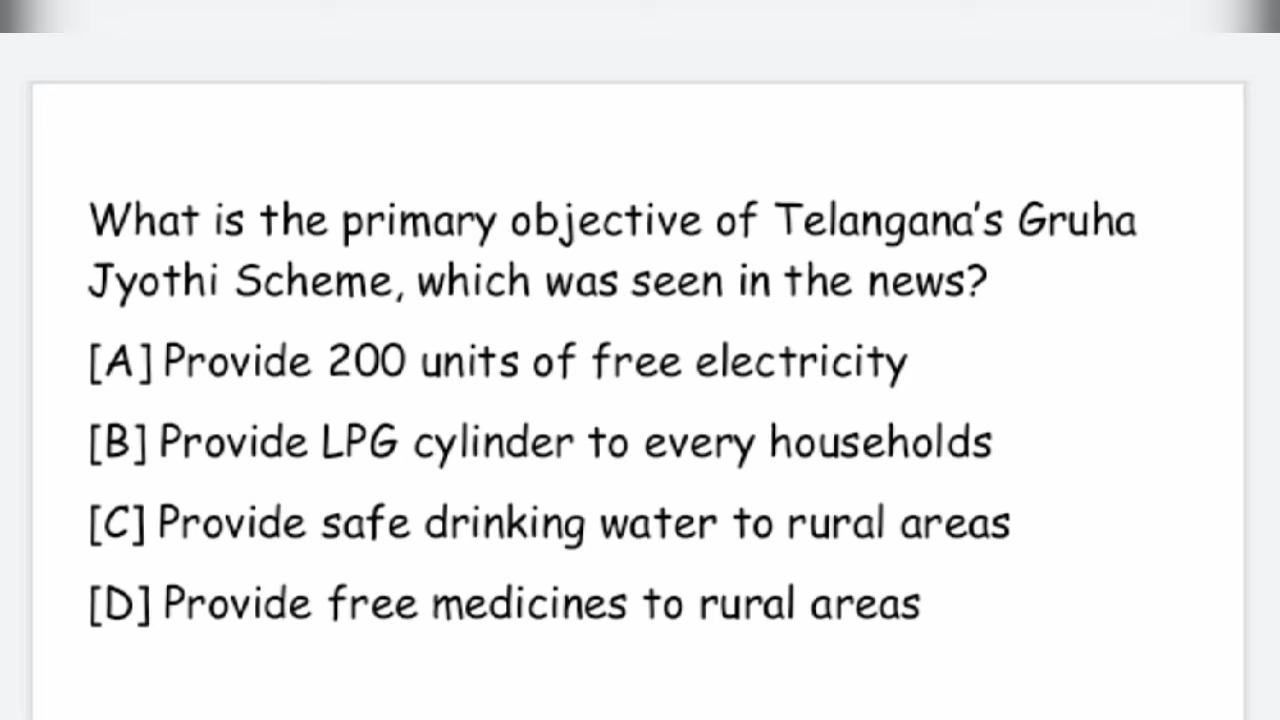 What is the primary objective of Telangana's Gruha
Jyothi Scheme, which was seen in the news?
[A] Provide 200 units of free electricity
[B] Provide LPG cylinder to every households
[C] Provide safe drinking water to rural areas
[D] Provide free medicines to rural areas